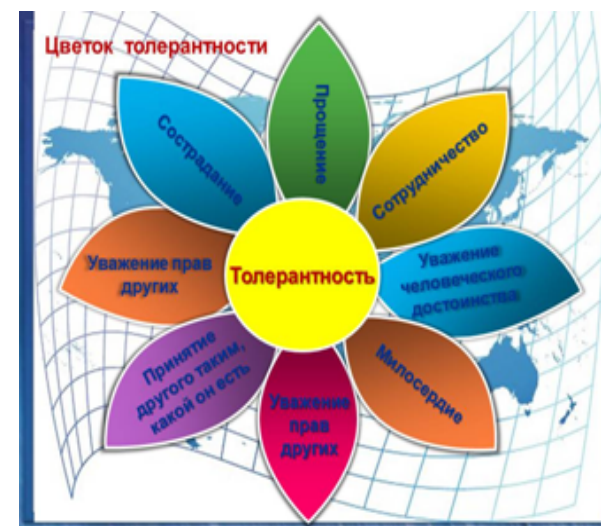 Цветок толерантности
Прощение
Сотрудничество
Уважение
человеческого
достоинства
Милосердие
Уважение
прав
других
Принятие
другого таким,
какой он есть
Уважение прав
других
Сострадание
Толерантность